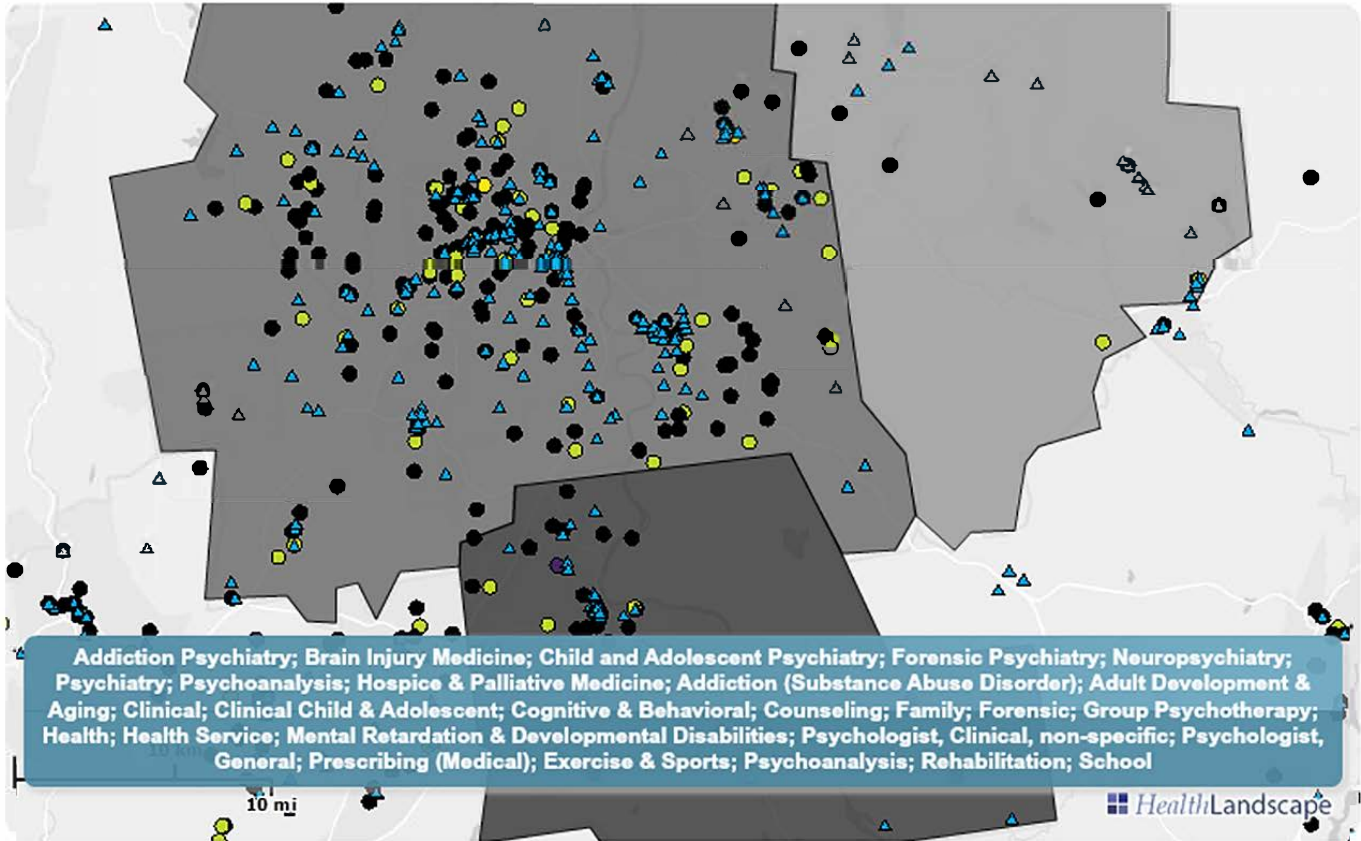 Addiction Psychiatry; Brain Injury Medicine; Child and Adolescent Psychiatry; Forensic Psychiatry; Neuropsychiatry;
Psychiatry; Psychoanalysis; Hospice & Palliative Medicine; Addiction (Substance Abuse Disorder); Adult Development &
Aging; Clinical; Clinical Child & Adolescent; Cognitive & Behavioral; Counseling; Family; Forensic; Group Psychotherapy;
Health; Health Service; Mental Retardation & Developmental Disabilities; Psychologist, Clinical, non-specific; Psychologist,
General; Prescribing (Medical); Exercise & Sports; Psychoanalysis; Rehabilitation; School
10 mi
HealthLandscape